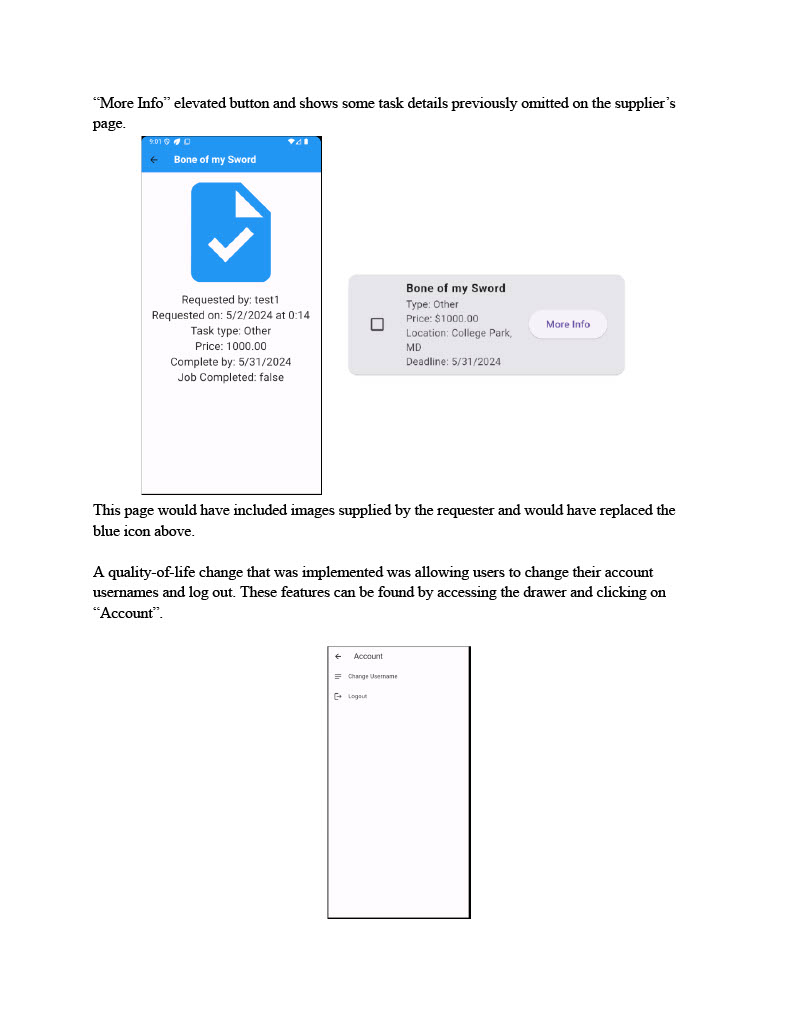 “More Info” elevated button and shows some task details previously omitted on the supplier’s
page.
9:01
Bone of my Sword
Requested by: test1
Requested on: 5/2/2024 at 0:14
Task type: Other
Price: 1000.00
Complete by: 5/31/2024
Job Completed: false
Bone of my Sword
Type: Other
Price: $1000.00
Location: College Park,
MD
Deadline: 5/31/2024
More Info
This page would have included images supplied by the requester and would have replaced the
blue icon above.
A quality-of-life change that was implemented was allowing users to change their account
usernames and log out. These features can be found by accessing the drawer and clicking on
“Account”.
Account
Change Username
Logout